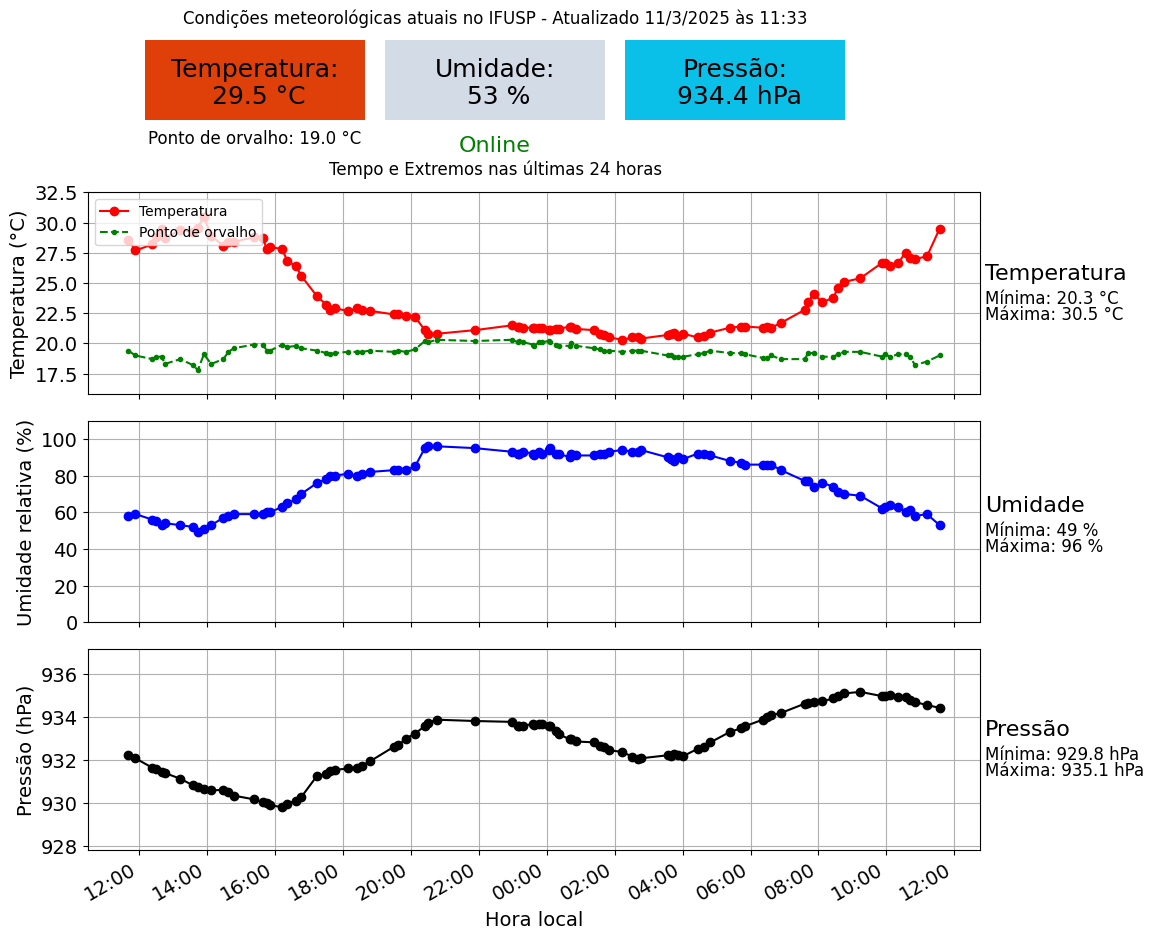 Condições meteorológicas atuais no IFUSP - Atualizado 11/3/2025 às 11:33
Temperatura:
29.5 °C
Umidade:
53 %
Pressão:
934.4 hPa
Ponto de orvalho: 19.0 °C
Online
Tempo e Extremos nas últimas 24 horas
Temperatura (°C)
32.5
30.0
27.5
25.0
22.5
20.0
17.5
Temperatura
Ponto de orvalho
Temperatura
Mínima: 20.3 °C
Máxima: 30.5 °C
Umidade relativa (%)
100
80
60
40
20
0
Umidade
Mínima: 49 %
Máxima: 96 %
Pressão (hPa)
936
934
932
930
928
Pressão
Mínima: 929.8 hPa
Máxima: 935.1 hPa
12:00
14:00
16:00
18:00
20:00
22:00
00:00
02:00
04:00
06:00
08:00
10:00
12:00
Hora local